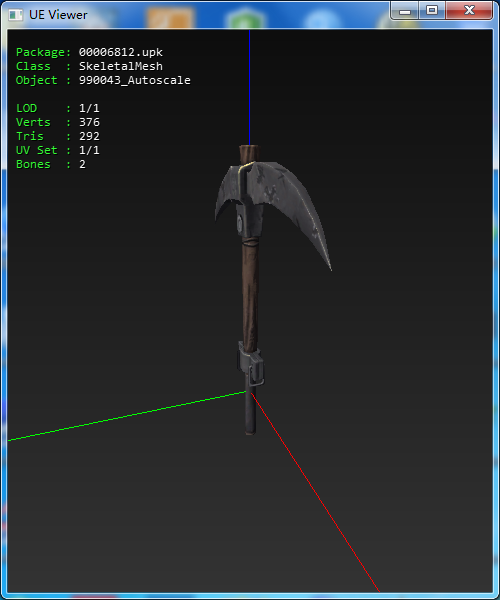 UE Viewer
Package: 00006812.upk
Class : SkeletalMesh
Object : 990043_Autoscale
LOD : 1/1
Verts : 376
Tris : 292
UV Set : 1/1
Bones : 2